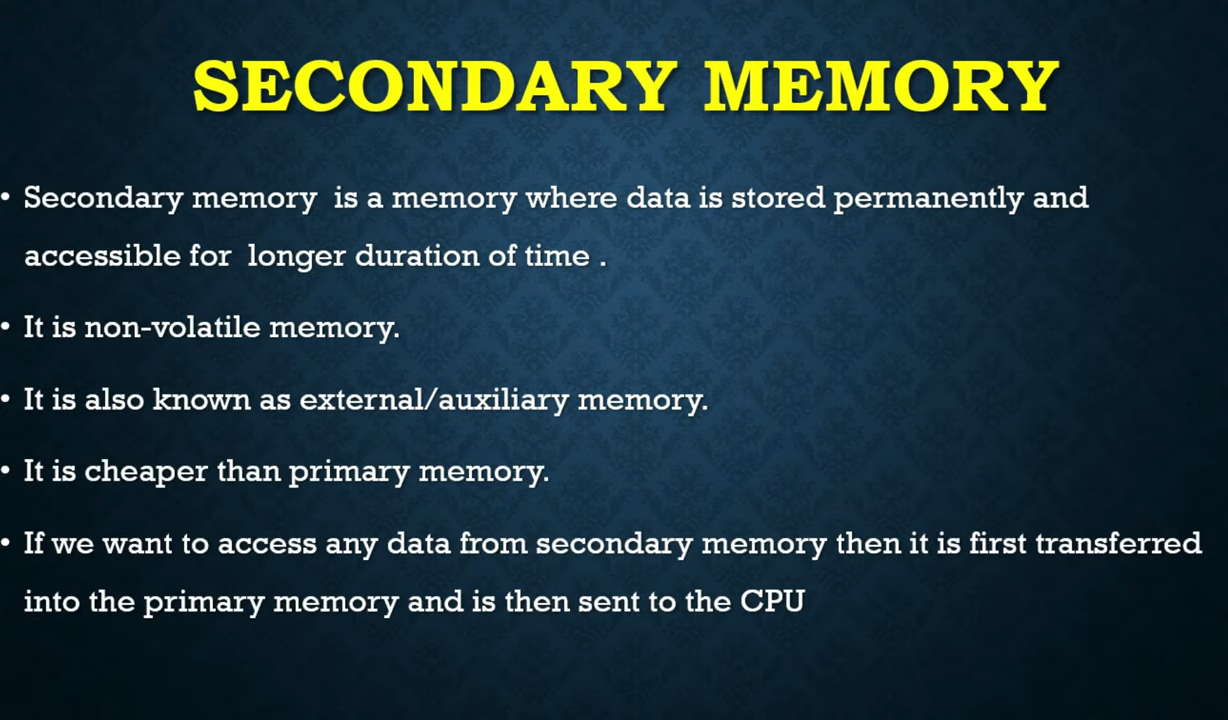 SECONDARY MEMORY
• Secondary memory is a memory where data is stored permanently and
accessible for longer duration of time .
• It is non-volatile memory.
• It is also known as external/auxiliary memory.
• It is cheaper than primary memory.
• If we want to access any data from secondary memory then it is first transferred
into the primary memory and is then sent to the CPU